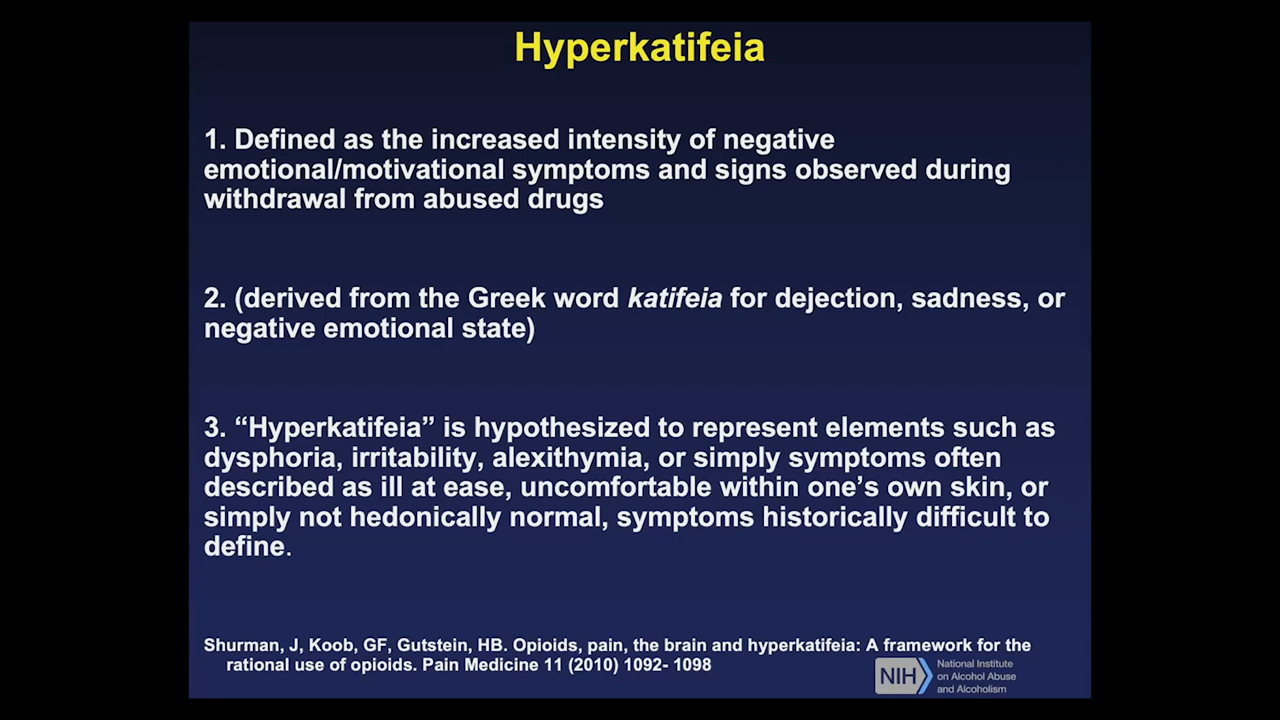 Hyperkatifeia
1. Defined as the increased intensity of negative
emotional/motivational symptoms and signs observed during
withdrawal from abused drugs
2. (derived from the Greek word katifeia for dejection, sadness, or
negative emotional state)
3. “Hyperkatifeia” is hypothesized to represent elements such as
dysphoria, irritability, alexithymia, or simply symptoms often
described as ill at ease, uncomfortable within one’s own skin, or
simply not hedonically normal, symptoms historically difficult to
define.
Shurman, J, Koob, GF, Gutstein, HB. Opioids, pain, the brain and hyperkatifeia: A framework for the
rational use of opioids. Pain Medicine 11 (2010) 1092- 1098
NIH
National Institute
on Alcohol Abuse
and Alcoholism